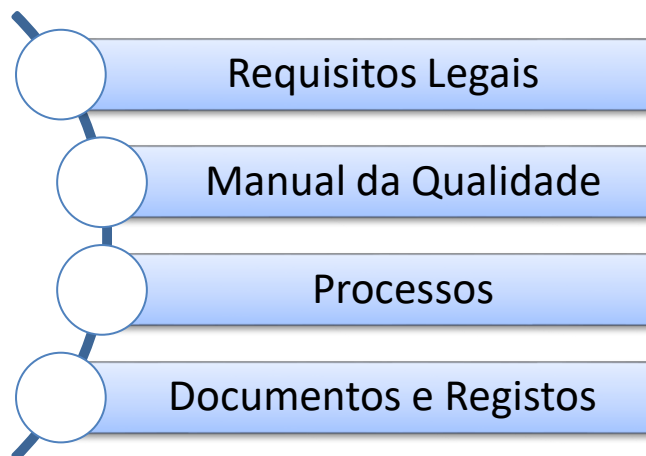 Requisitos Legais
Manual da Qualidade
Processos
Documentos e Registos